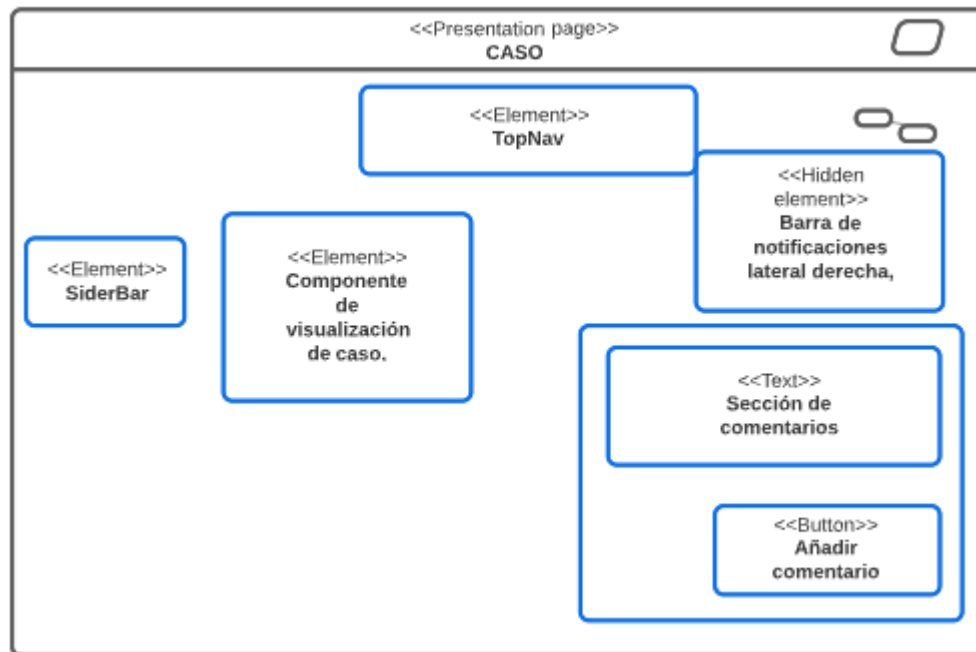 <<Presentation page>>
CASO
<<Element>>
TopNav
<<Hidden
element>>
Barra de
notificaciones
lateral derecha,
<<Element>>
SiderBar
<<Element>>
Componente
de
visualización
de caso.
<<Text>>
Sección de
comentarios
<<Button>>
Añadir
comentario